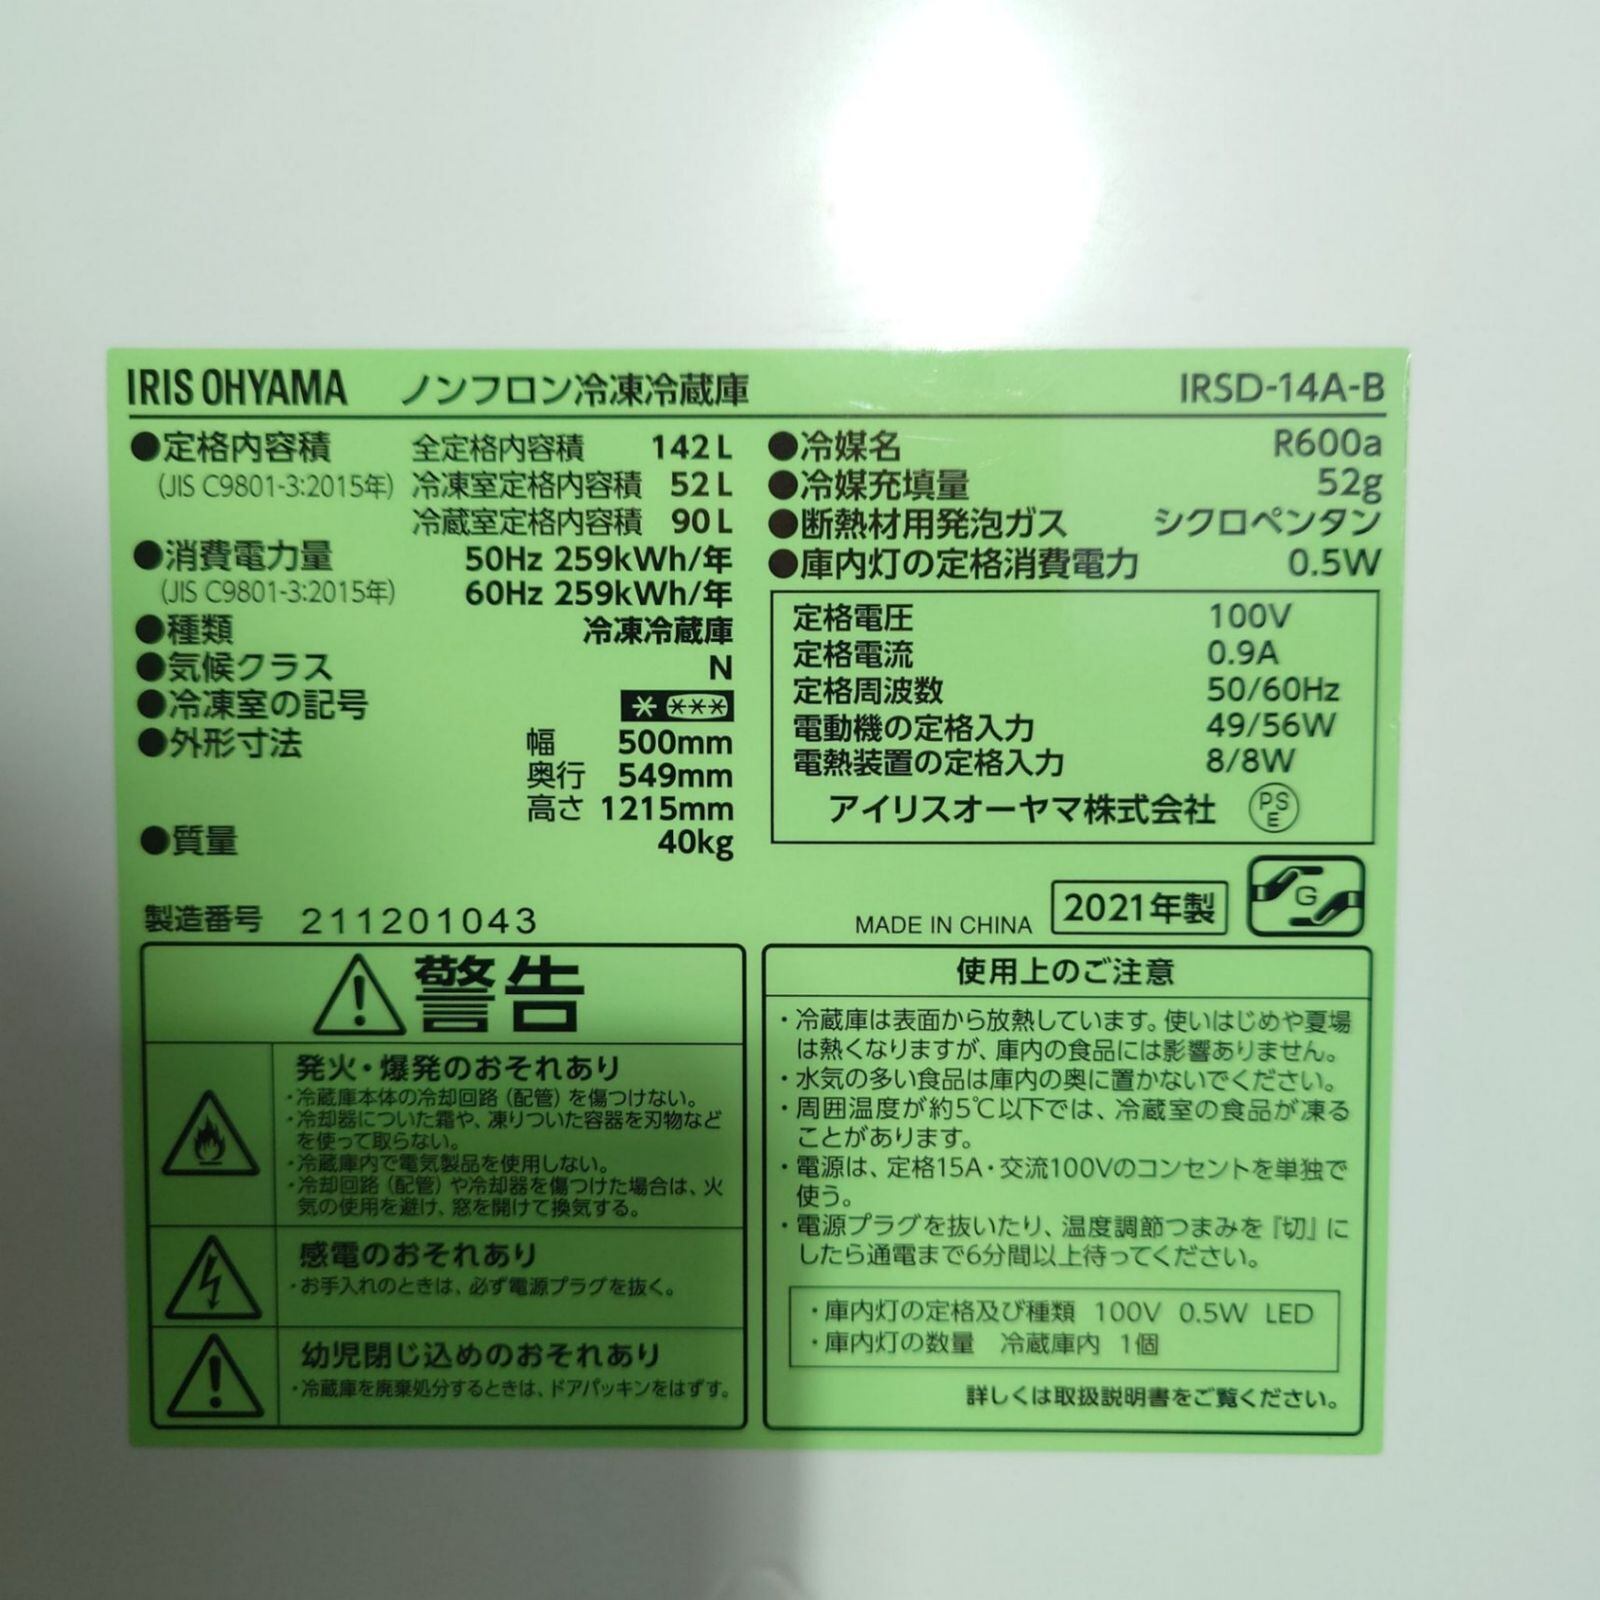 IRIS OHYAMA ノンフロン冷凍冷蔵庫 IRSD-14A-B
●定格内容積 全定格内容積 142L
(JIS C9801-3:2015年) 冷凍室定格内容積 52L
冷蔵室定格内容積 90L
●消費電力量 50Hz 259kWh/年
(JIS C9801-3:2015年) 60Hz 259kWh/年
●種類 冷凍冷蔵庫
●気候クラス N
●冷凍室の記号 * ***
●外形寸法 幅 500mm
奥行 549mm
高さ 1215mm
●質量 40kg
●冷媒名 R600a
●冷媒充填量 52g
●断熱材用発泡ガス シクロペンタン
●庫内灯の定格消費電力 0.5W
定格電圧 100V
定格電流 0.9A
定格周波数 50/60Hz
電動機の定格入力 49/56W
電熱装置の定格入力 8/8W
アイリスオーヤマ株式会社 PSE
製造番号 211201043
MADE IN CHINA 2021年製 G
警告
発火・爆発のおそれあり
・冷蔵庫本体の冷却回路(配管)を傷つけない。
・冷却器についた霜や、凍りついた容器を刃物など
を使って取らない。
・冷蔵庫内で電気製品を使用しない。
・冷却回路(配管)や冷却器を傷つけた場合は、火
気の使用を避け、窓を開けて換気する。
感電のおそれあり
・お手入れのときは、必ず電源プラグを抜く。
幼児閉じ込めのおそれあり
・冷蔵庫を廃棄処分するときは、ドアパッキンをはずす。
使用上のご注意
・冷蔵庫は表面から放熱しています。使いはじめや夏場
は熱くなりますが、庫内の食品には影響ありません。
・水気の多い食品は庫内の奥に置かないでください。
・周囲温度が約5℃以下では、冷蔵室の食品が凍る
ことがあります。
・電源は、定格15A・交流100Vのコンセントを単独で
使う。
・電源プラグを抜いたり、温度調節つまみを『切』に
したら通電まで6分間以上待ってください。
・庫内灯の定格及び種類 100V 0.5W LED
・庫内灯の数量 冷蔵庫内 1個
詳しくは取扱説明書をご覧ください。